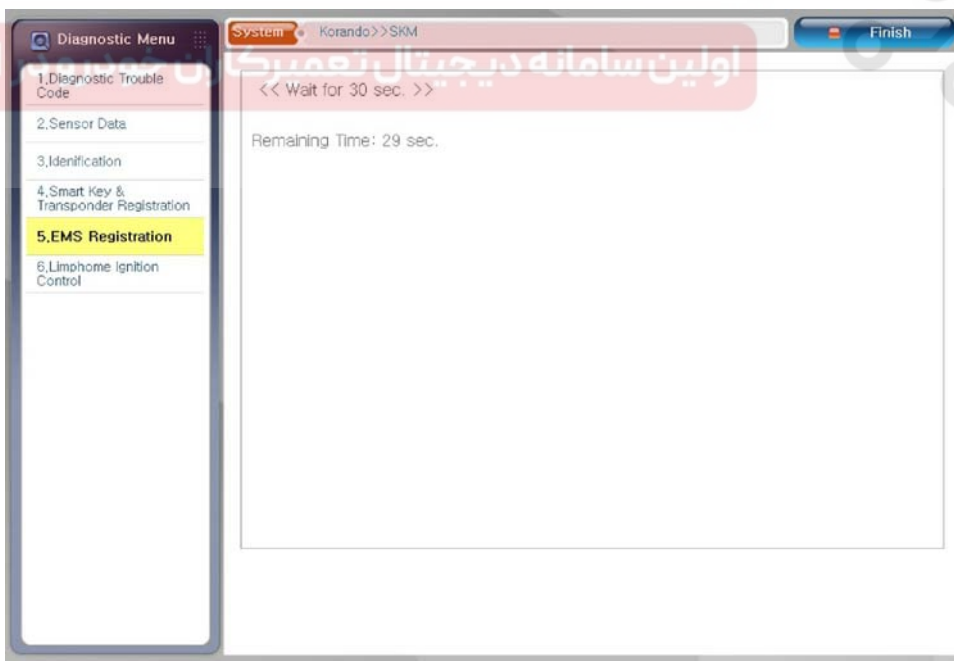 Diagnostic Menu
System
Korando>>SKM
Finish
اولین سامانه دیجیتال تعمیرکاران خودرو در
1,Diagnostic Trouble
Code
2,Sensor Data
3,Idenification
4,Smart Key &
Transponder Registration
5,EMS Registration
6,Limphome Ignition
Control
<< Wait for 30 sec. >>
Remaining Time: 29 sec.